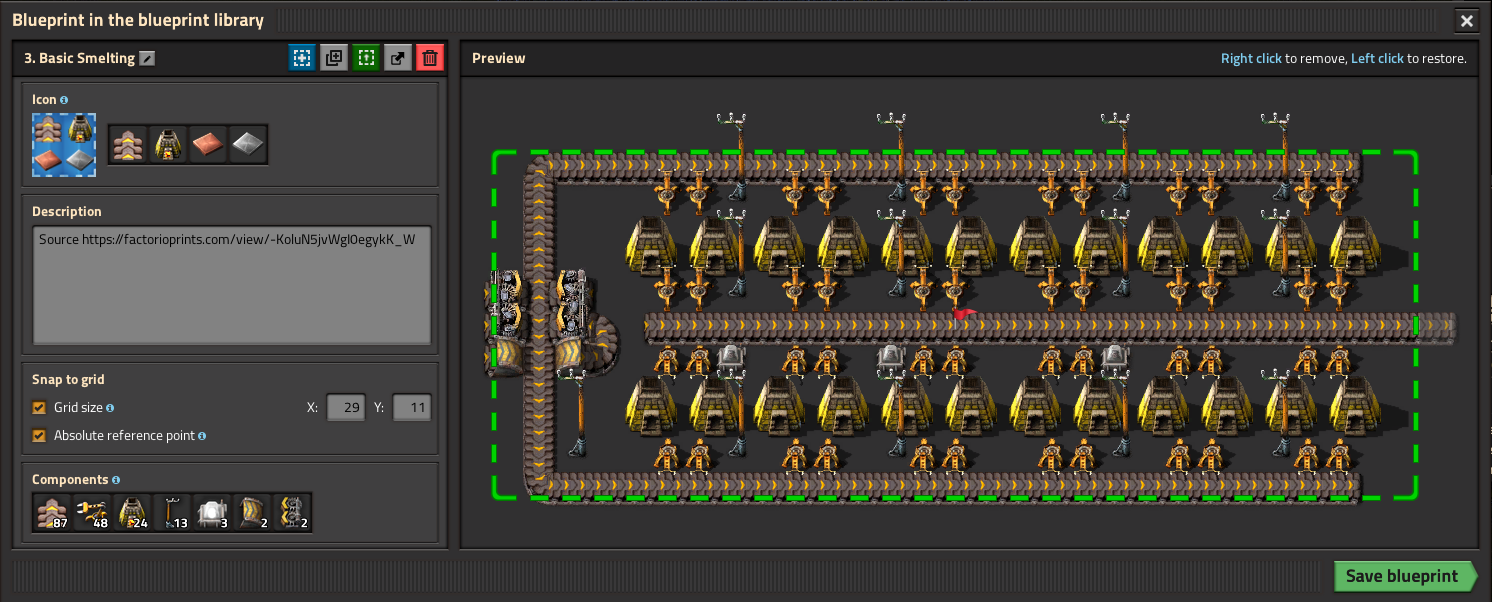 Blueprint in the blueprint library
3. Basic Smelting
Icon
Description
Source https://factorioprints.com/view/-KoluN5jvWgl0egykK_W
Snap to grid
Grid size X: 29 Y: 11
Absolute reference point
Components
87 48 24 13 3 2 2
Preview
Right click to remove, Left click to restore.
Save blueprint